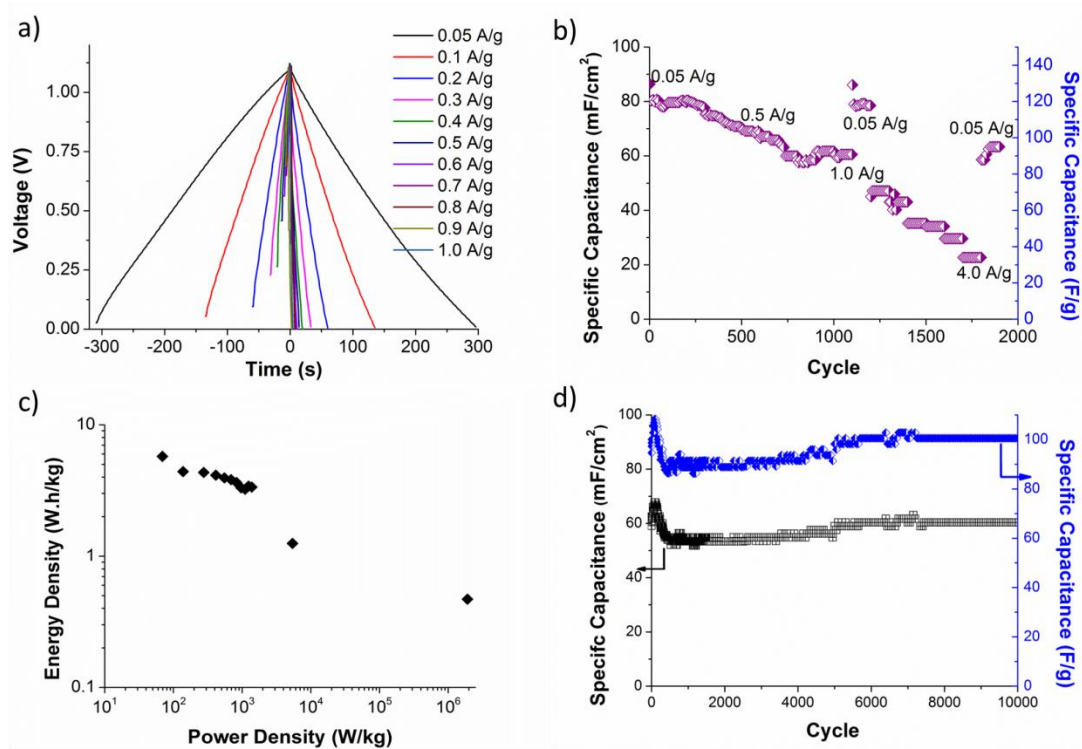 a)
0.05 A/g
0.1 A/g
0.2 A/g
0.3 A/g
0.4 A/g
0.5 A/g
0.6 A/g
0.7 A/g
0.8 A/g
0.9 A/g
1.0 A/g
1.00
0.75
0.50
0.25
0.00
Voltage (V)
-300 -200 -100 0 100 200 300
Time (s)
b)
100
80
60
40
20
0
Specific Capacitance (mF/cm²)
0.05 A/g
0.5 A/g
0.05 A/g
1.0 A/g
0.05 A/g
4.0 A/g
140
120
100
80
60
40
20
0
Specific Capacitance (F/g)
0 500 1000 1500 2000
Cycle
c)
10
1
0.1
Energy Density (W.h/kg)
10¹ 10² 10³ 10⁴ 10⁵ 10⁶
Power Density (W/kg)
d)
100
80
60
40
20
0
Specifc Capacitance (mF/cm²)
100
80
60
40
20
0
Specific Capacitance (F/g)
0 2000 4000 6000 8000 10000
Cycle